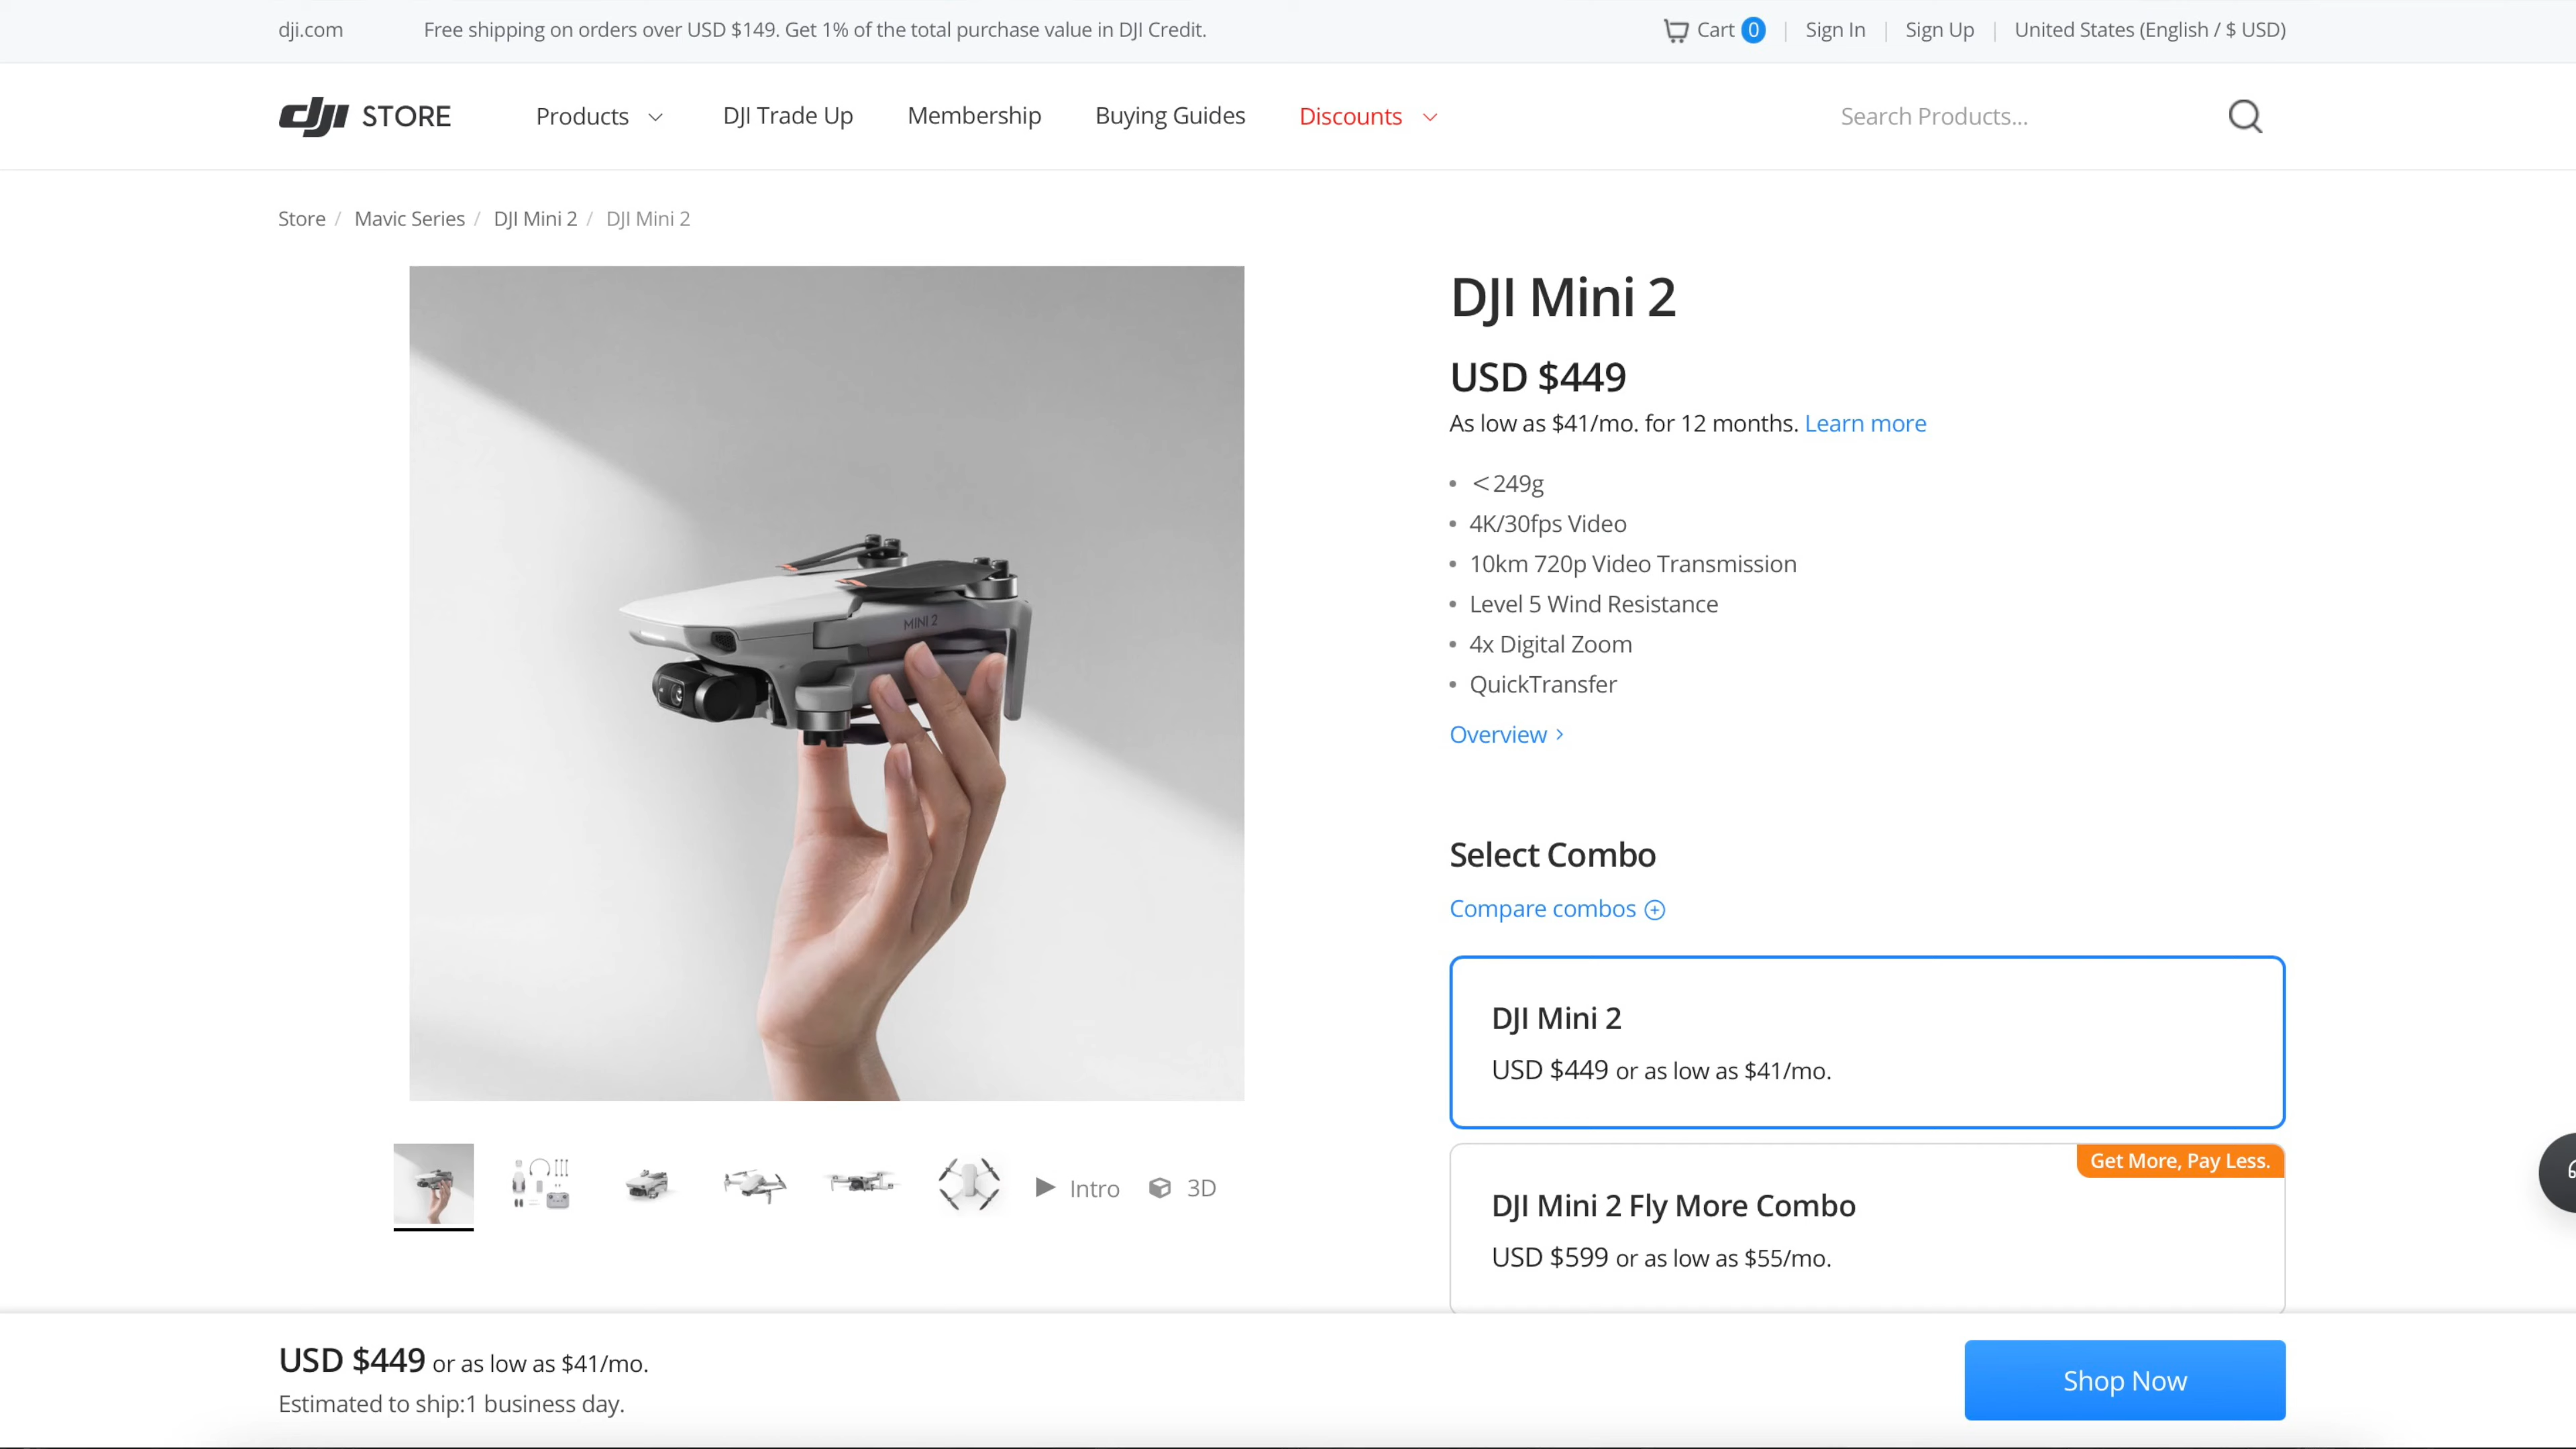 dji.com
Free shipping on orders over USD $149. Get 1% of the total purchase value in DJI Credit.
Cart 0 | Sign In | Sign Up | United States (English / $ USD)
dji STORE
Products
DJI Trade Up
Membership
Buying Guides
Discounts
Search Products...
Store / Mavic Series / DJI Mini 2 / DJI Mini 2
MINI 2
DJI Mini 2
USD $449
As low as $41/mo. for 12 months. Learn more
• <249g
• 4K/30fps Video
• 10km 720p Video Transmission
• Level 5 Wind Resistance
• 4x Digital Zoom
• QuickTransfer
Overview >
Select Combo
Compare combos
DJI Mini 2
USD $449 or as low as $41/mo.
Get More, Pay Less.
DJI Mini 2 Fly More Combo
USD $599 or as low as $55/mo.
Intro
3D
USD $449 or as low as $41/mo.
Estimated to ship:1 business day.
Shop Now